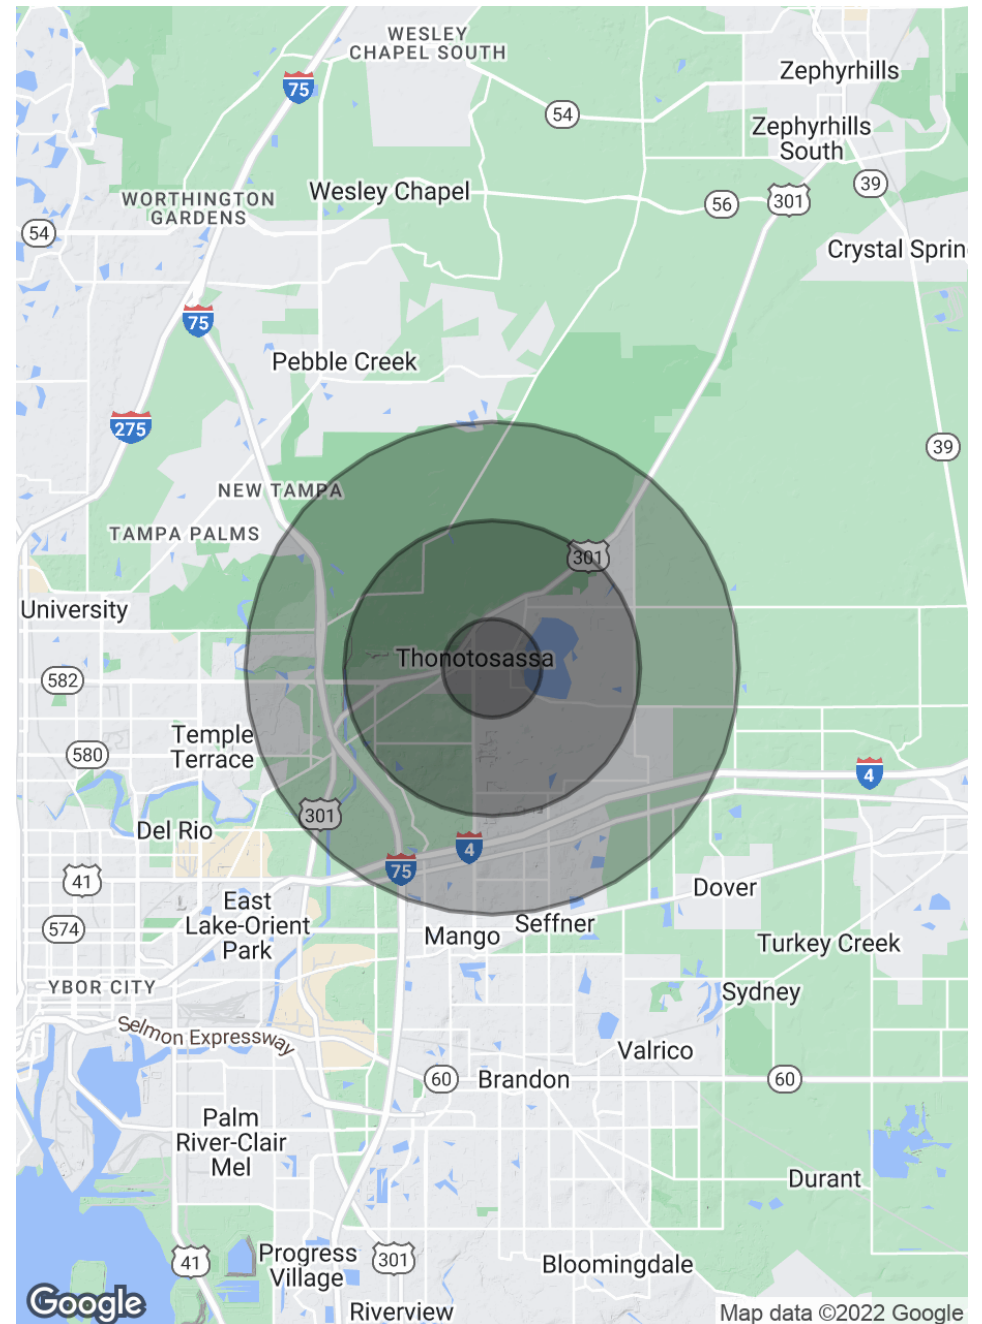 WESLEY
CHAPEL SOUTH
75
Zephyrhills
54
Zephyrhills
South
39
Wesley Chapel
56
301
WORTHINGTON
GARDENS
54
Crystal Sprin
75
Pebble Creek
275
39
NEW TAMPA
TAMPA PALMS
301
University
Thonotosassa
582
Temple
Terrace
580
4
301
Del Rio
4
75
41
Dover
East
Lake-Orient
Park
574
Seffner
Mango
Turkey Creek
YBOR CITY
Sydney
Selmon Expressway
Valrico
60
Brandon
60
Palm
River-Clair
Mel
Durant
41
Progress
Village
301
Bloomingdale
Google
Riverview
Map data ©2022 Google